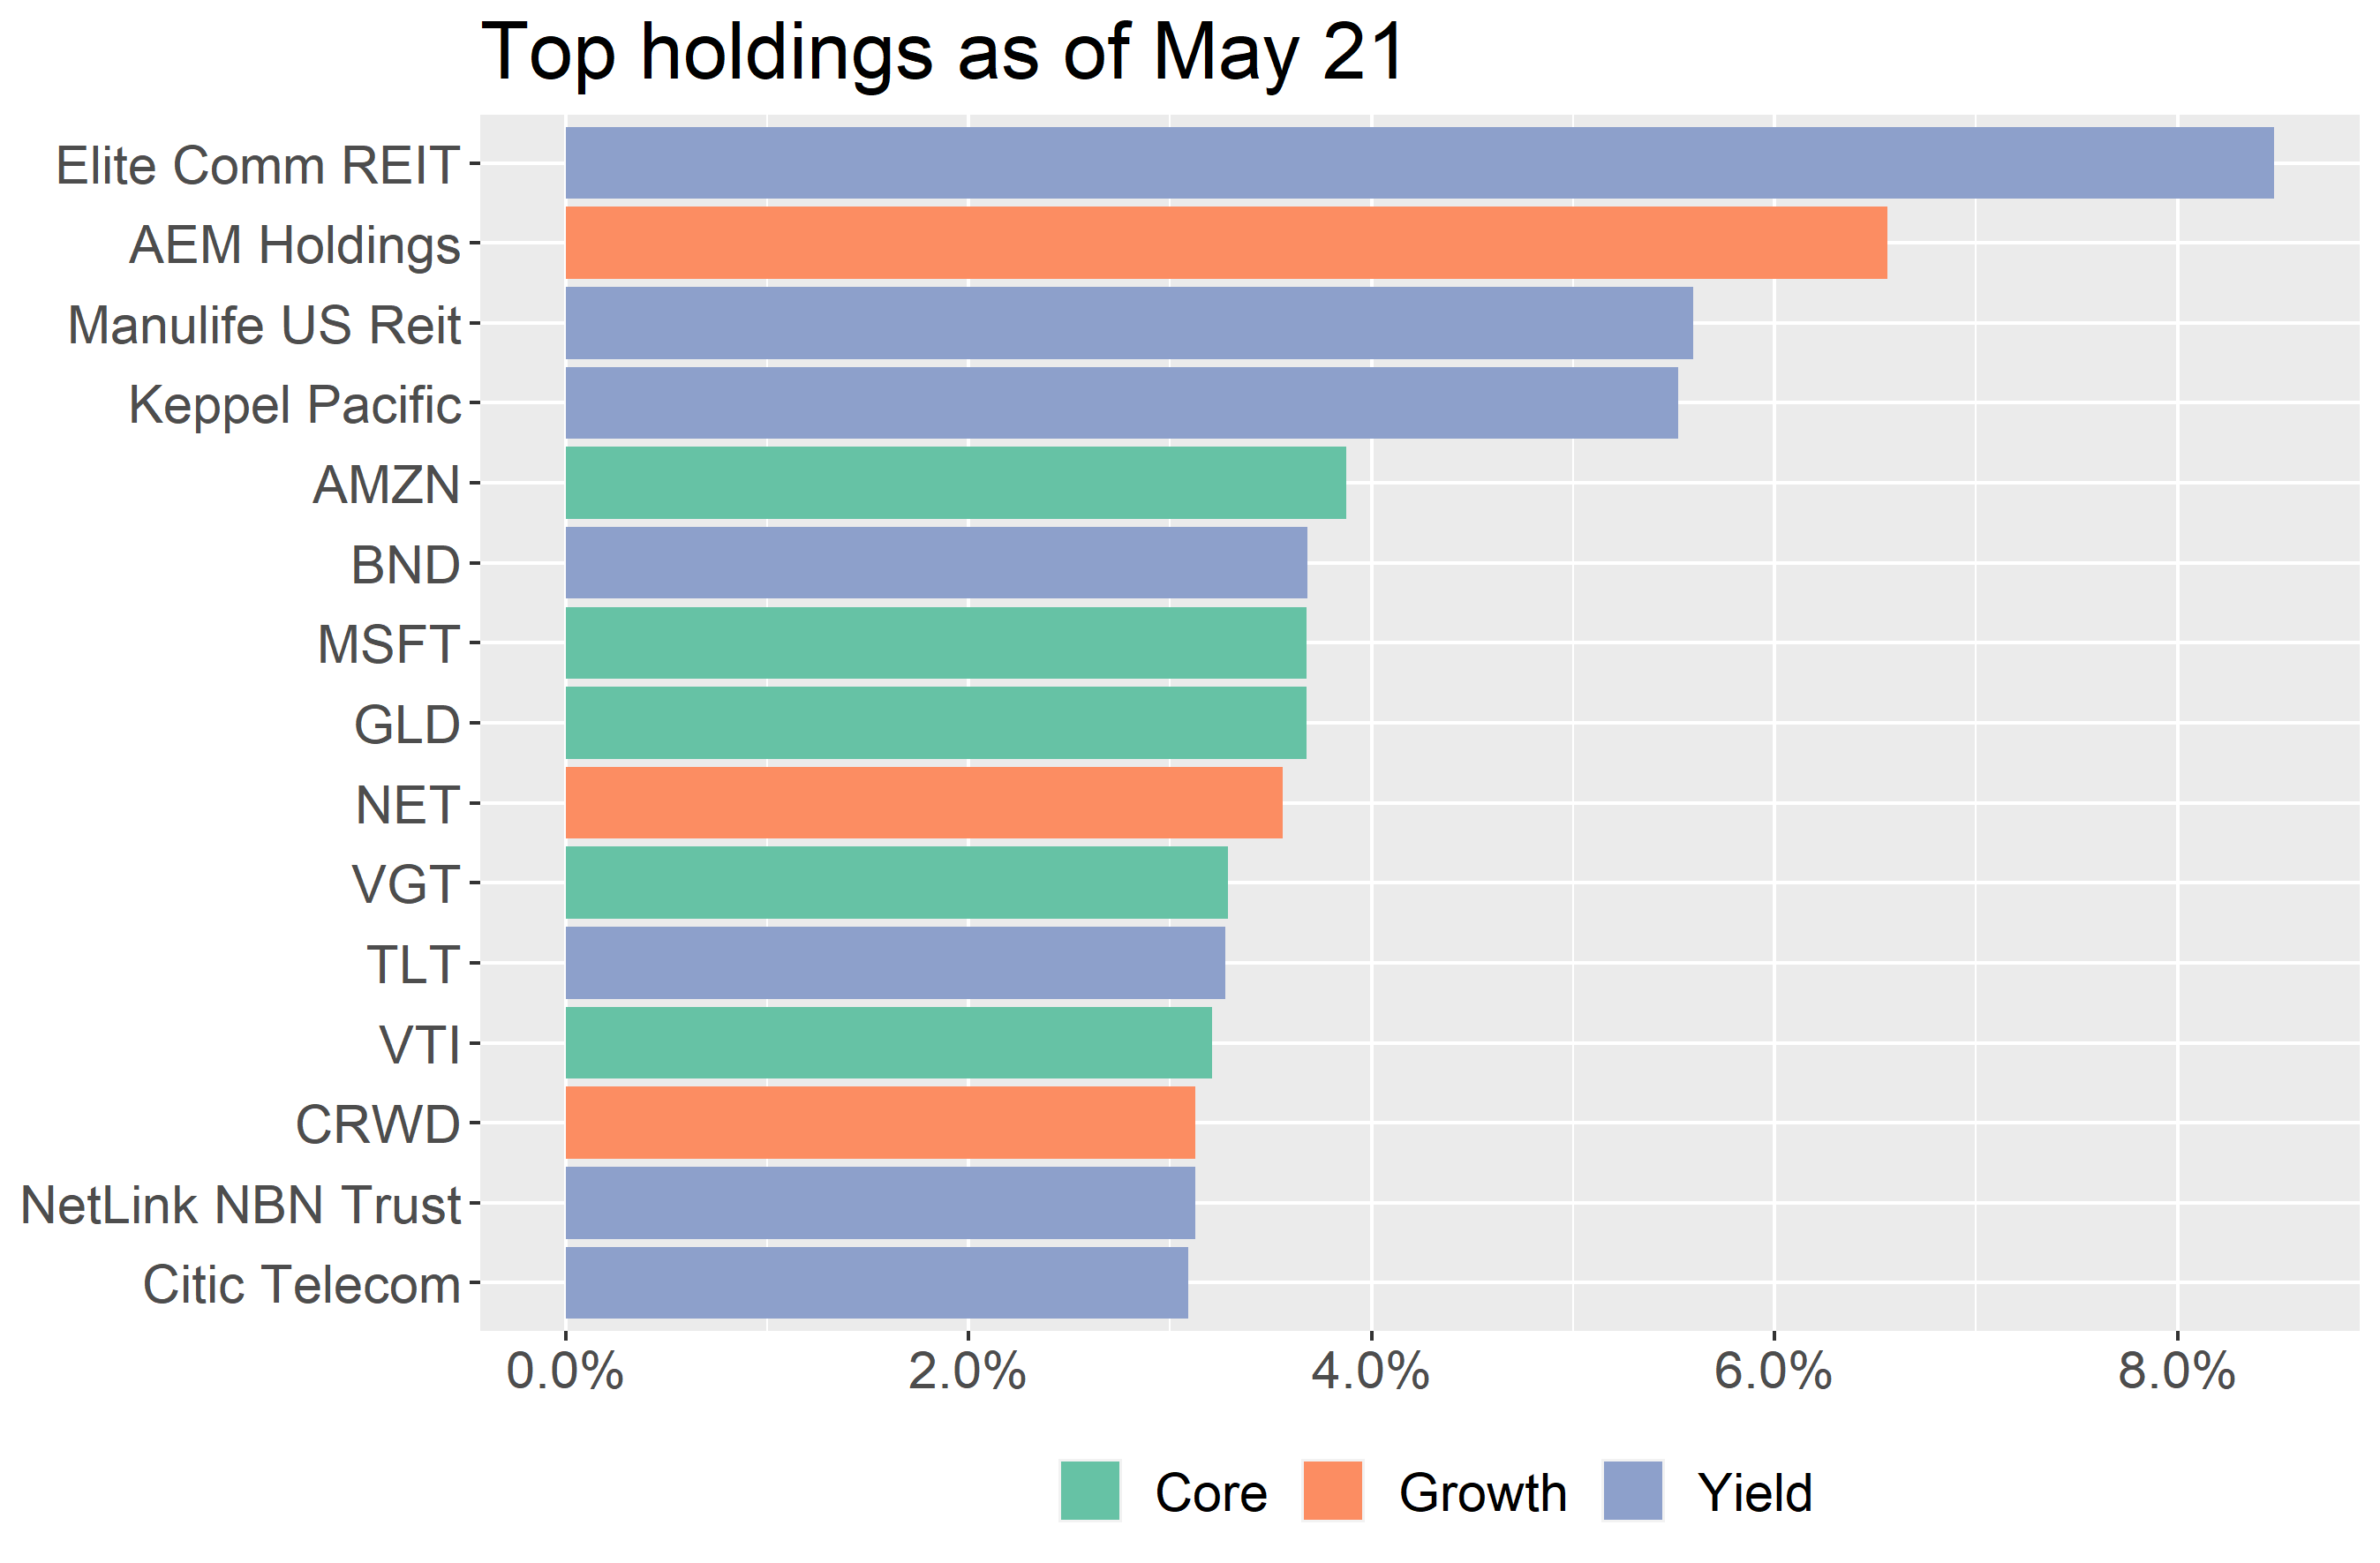 Top holdings as of May 21
Elite Comm REIT
AEM Holdings
Manulife US Reit
Keppel Pacific
AMZN
BND
MSFT
GLD
NET
VGT
TLT
VTI
CRWD
NetLink NBN Trust
Citic Telecom
0.0% 2.0% 4.0% 6.0% 8.0%
Core Growth Yield